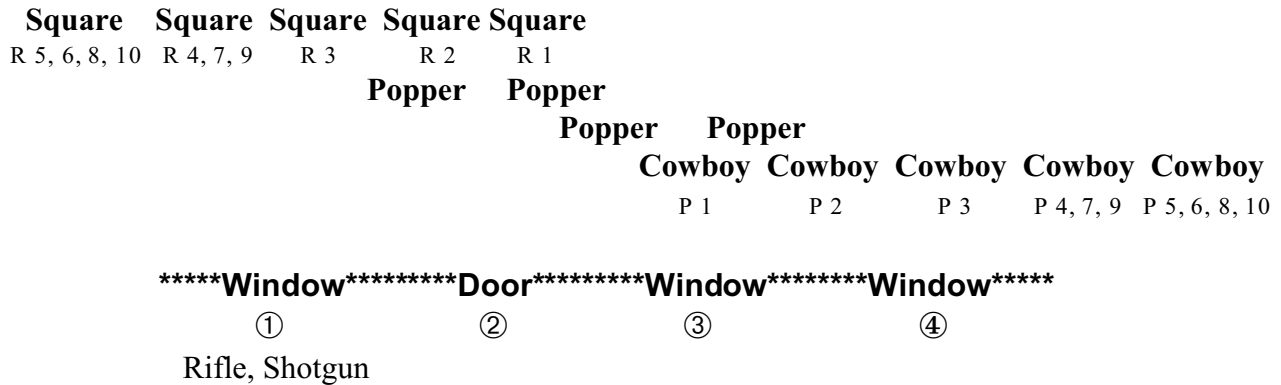 Square Square Square Square Square
R 5, 6, 8, 10 R 4, 7, 9 R 3 R 2 R 1
Popper Popper
Popper Popper
Cowboy Cowboy Cowboy Cowboy Cowboy
P 1 P 2 P 3 P 4, 7, 9 P 5, 6, 8, 10
*****Window*********Door*********Window********Window*****
① ② ③ ④
Rifle, Shotgun